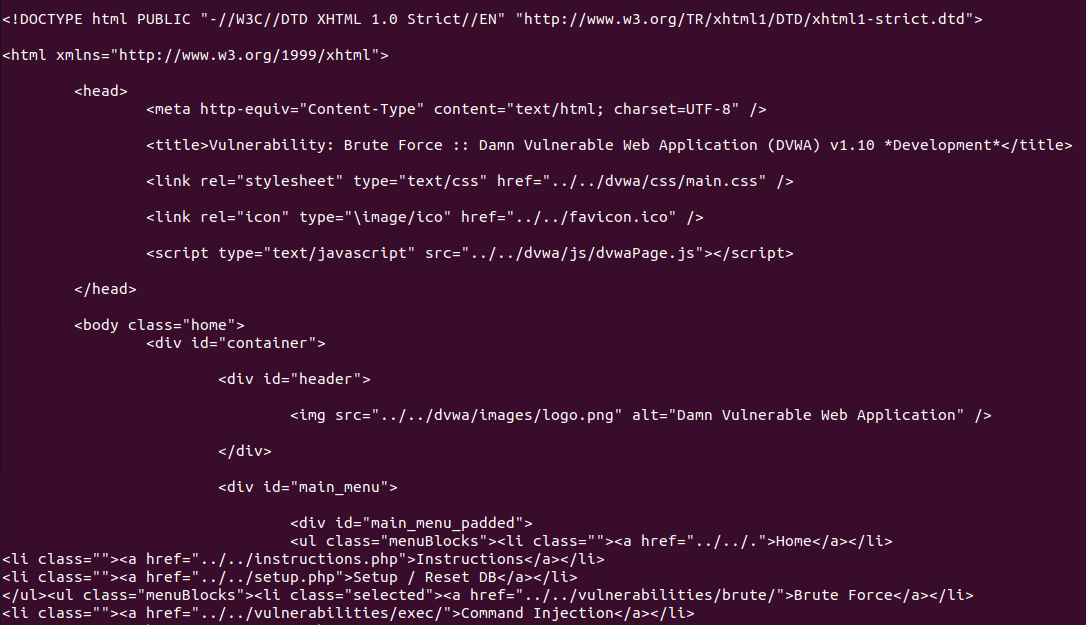 <!DOCTYPE html PUBLIC "-//W3C//DTD XHTML 1.0 Strict//EN" "http://www.w3.org/TR/xhtml1/DTD/xhtml1-strict.dtd">
<html xmlns="http://www.w3.org/1999/xhtml">
<head>
<meta http-equiv="Content-Type" content="text/html; charset=UTF-8" />
<title>Vulnerability: Brute Force :: Damn Vulnerable Web Application (DVWA) v1.10 *Development*</title>
<link rel="stylesheet" type="text/css" href="../../dvwa/css/main.css" />
<link rel="icon" type="\image/ico" href="../../favicon.ico" />
<script type="text/javascript" src="../../dvwa/js/dvwaPage.js"></script>
</head>
<body class="home">
<div id="container">
<div id="header">
<img src="../../dvwa/images/logo.png" alt="Damn Vulnerable Web Application" />
</div>
<div id="main_menu">
<div id="main_menu_padded">
<ul class="menuBlocks"><li class=""><a href="../../.">Home</a></li>
<li class=""><a href="../../instructions.php">Instructions</a></li>
<li class=""><a href="../../setup.php">Setup / Reset DB</a></li>
</ul><ul class="menuBlocks"><li class="selected"><a href="../../vulnerabilities/brute/">Brute Force</a></li>
<li class=""><a href="../../vulnerabilities/exec/">Command Injection</a></li>